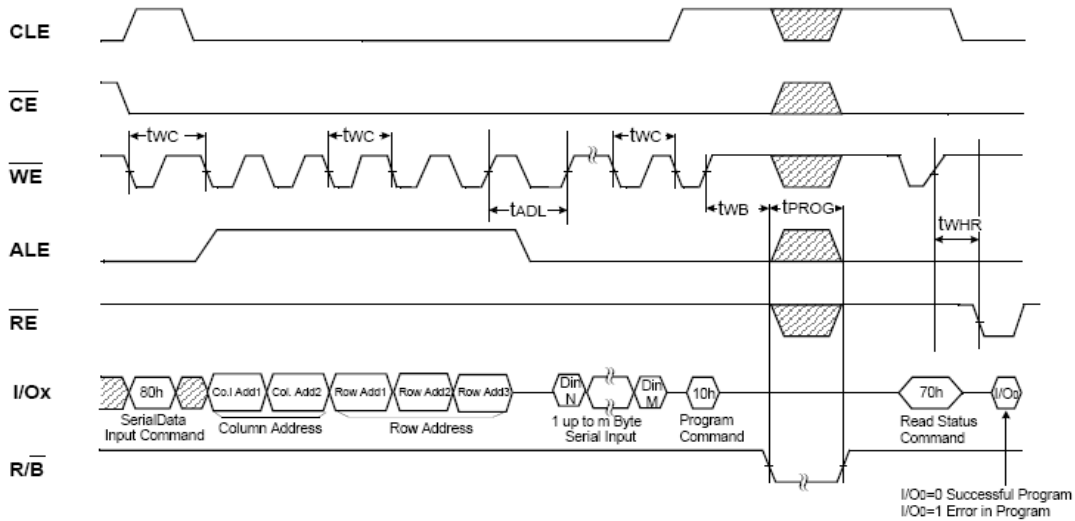 CLE
CE
tWC
tWC
tWC
WE
tADL
tWB
tPROG
tWHR
ALE
RE
I/Ox
80h
Co.l Add1
Col. Add2
Row Add1
Row Add2
Row Add3
Din
N
Din
M
10h
70h
I/O0
SerialData
Input Command
Column Address
Row Address
1 up to m Byte
Serial Input
Program
Command
Read Status
Command
R/B
I/O0=0 Successful Program
I/O0=1 Error in Program